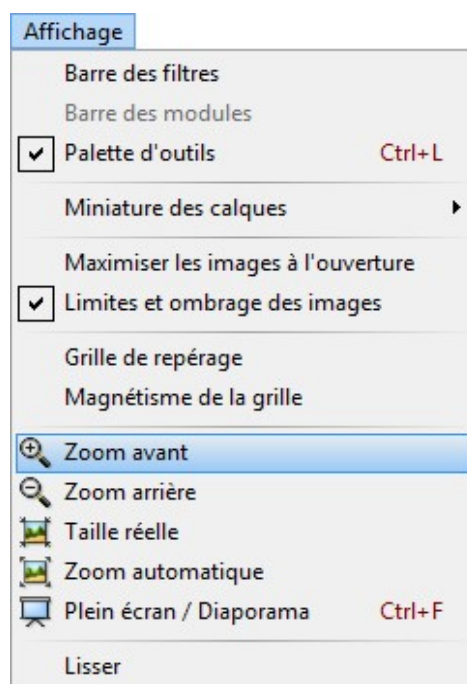 Affichage
Barre des filtres
Barre des modules
Palette d'outils Ctrl+L
Miniature des calques
Maximiser les images à l'ouverture
Limites et ombrage des images
Grille de repérage
Magnétisme de la grille
Zoom avant
Zoom arrière
Taille réelle
Zoom automatique
Plein écran / Diaporama Ctrl+F
Lisser